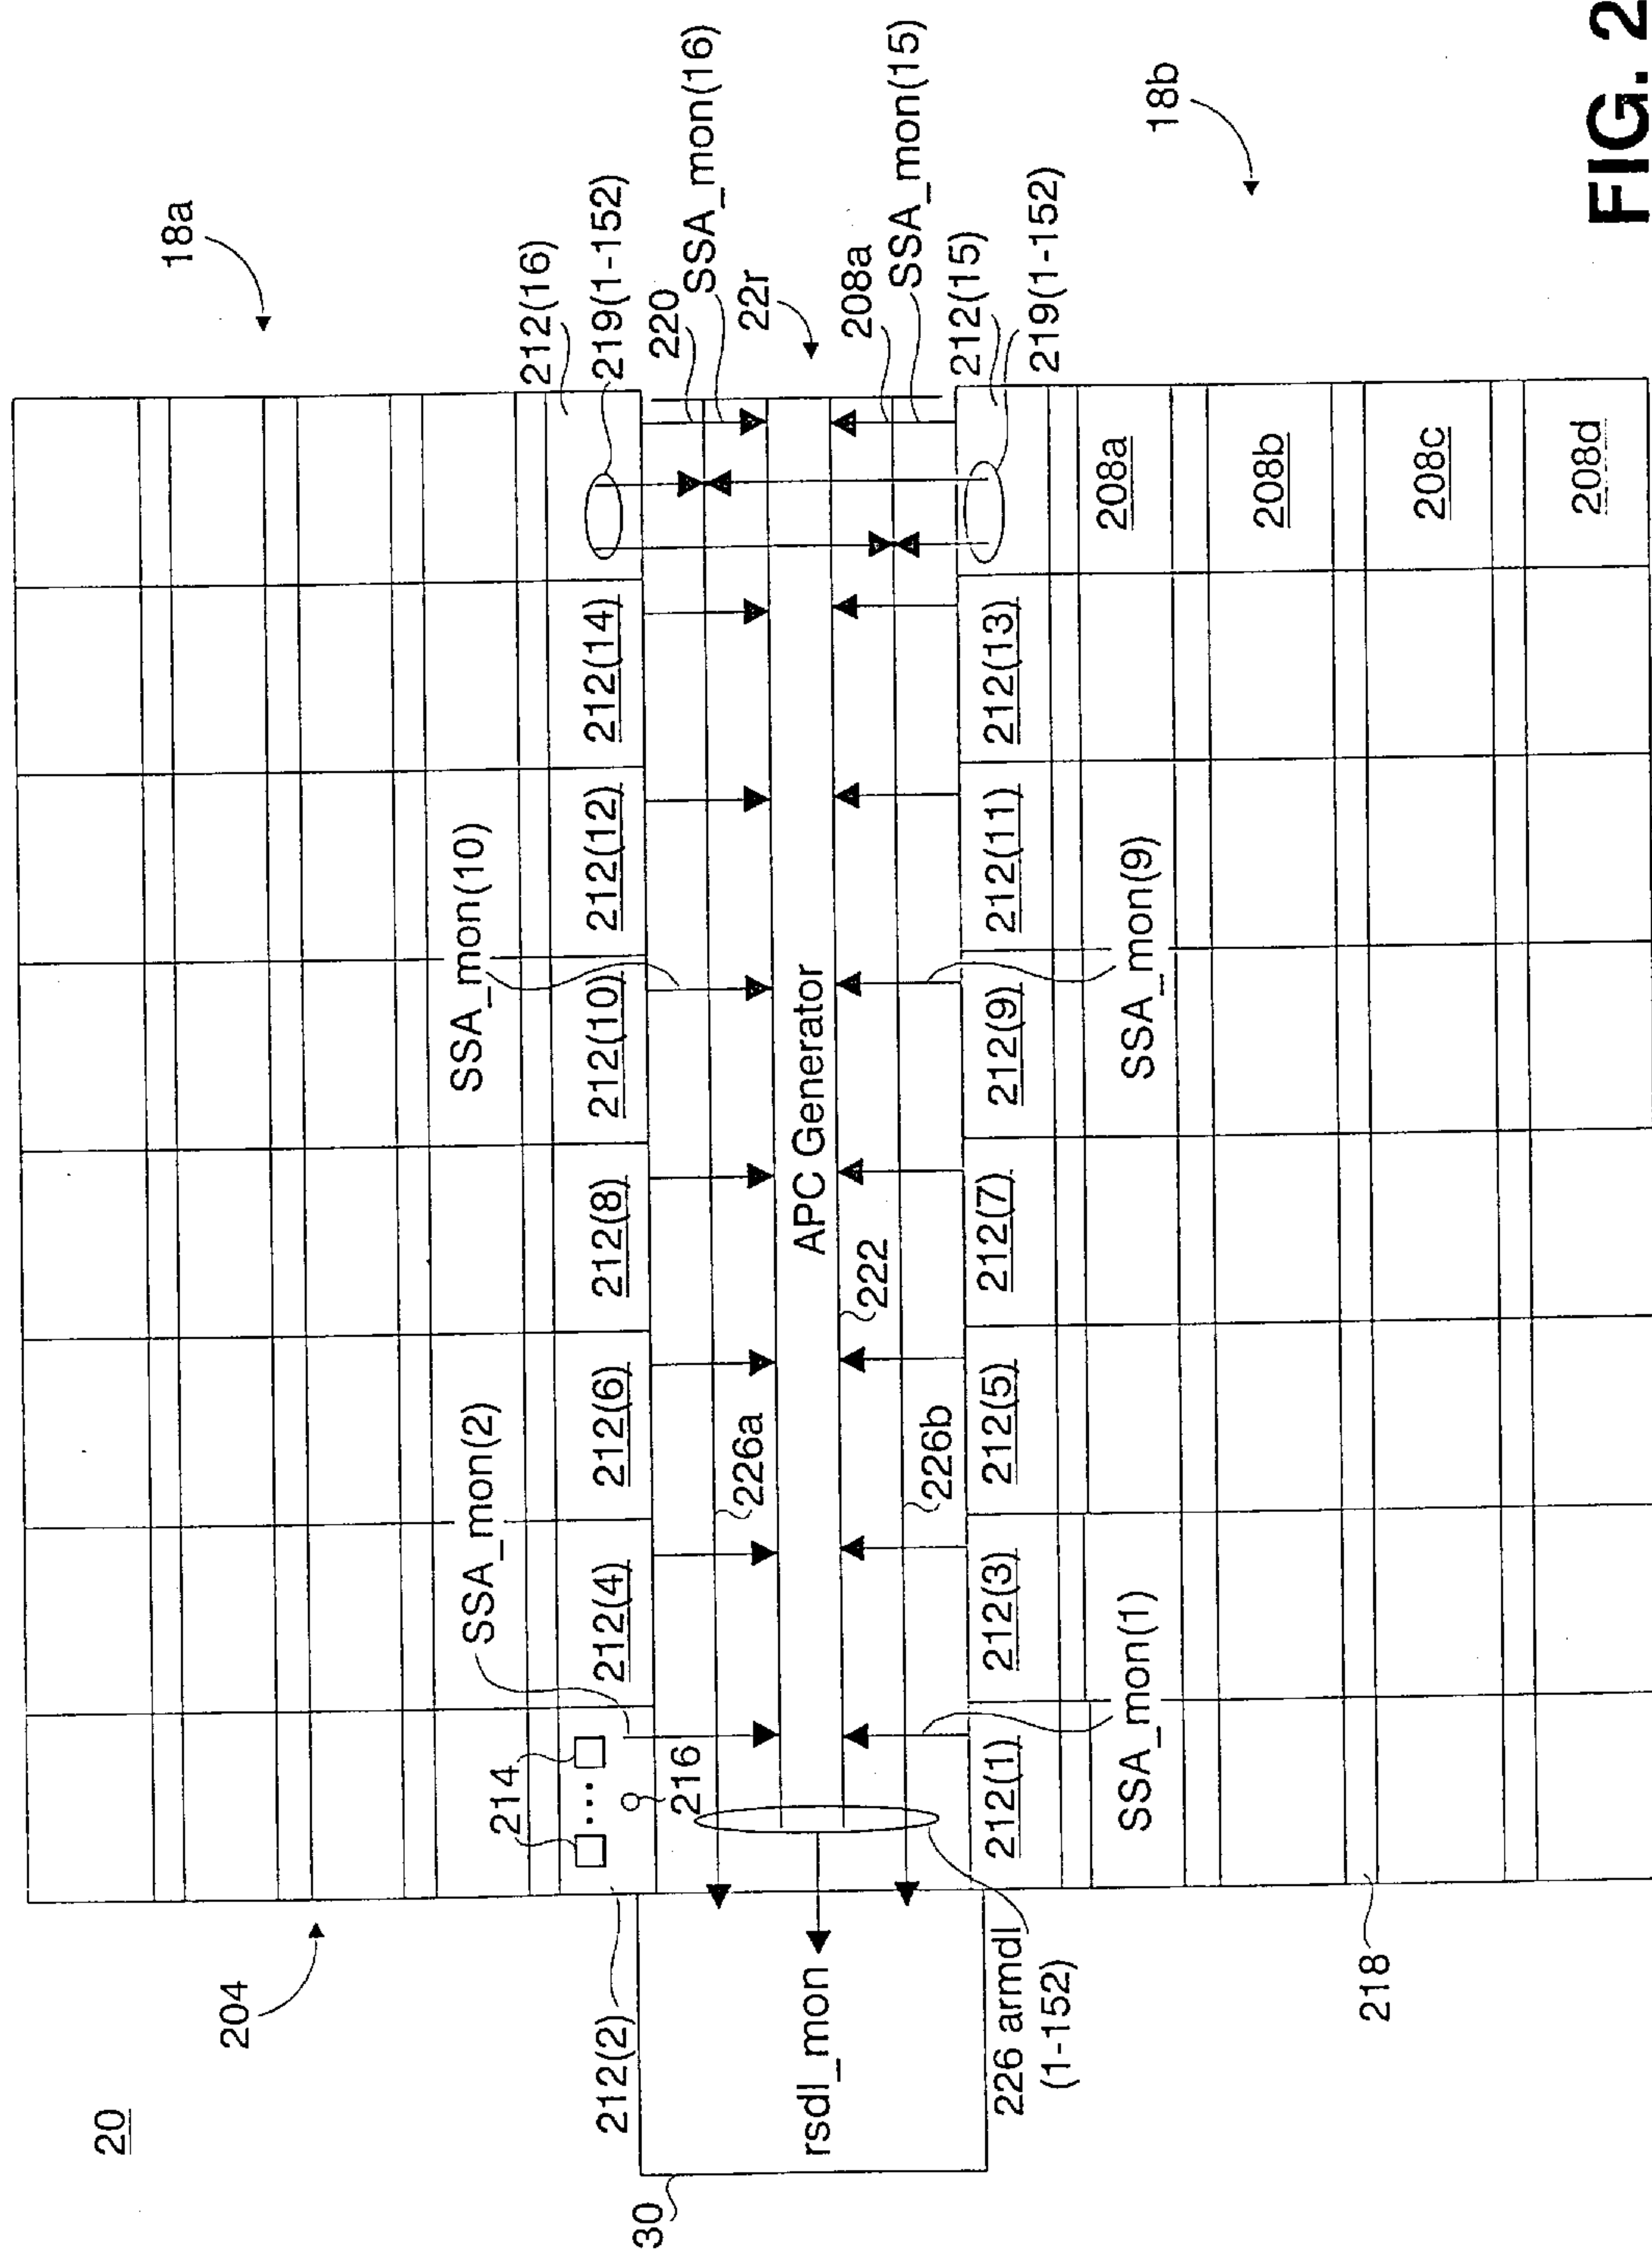 20
204
18a
SSA_mon(2)
SSA_mon(10)
214
216
212(2)
212(4)
212(6)
212(8)
212(10)
212(12)
212(14)
212(16)
219(1-152)
220
SSA_mon(16)
22r
208a
SSA_mon(15)
212(15)
219(1-152)
18b
226a
APC Generator
222
226b
30
rsdl_mon
226 armdl
(1-152)
212(1)
212(3)
212(5)
212(7)
212(9)
212(11)
212(13)
SSA_mon(1)
SSA_mon(9)
208a
208b
208c
208d
218
FIG. 2